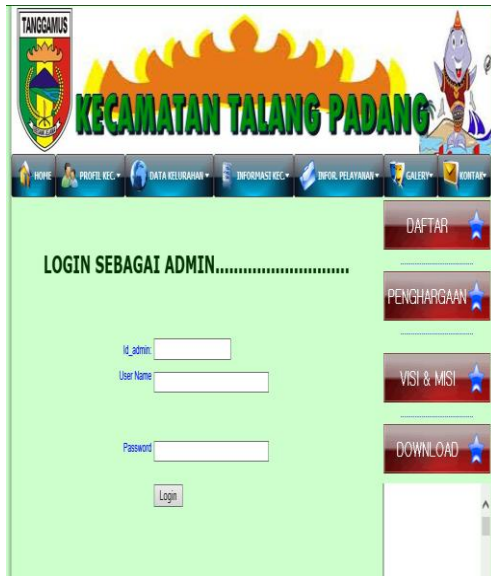 TANGGAMUS
KECAMATAN TALANG PADANG
HOME PROFIL KEC. DATA KELURAHAN INFORMASI KEC. INFOR. PELAYANAN GALERY KONTAK
DAFTAR
LOGIN SEBAGAI ADMIN.............................
PENGHARGAAN
Id_admin:
User Name
VISI & MISI
Password
DOWNLOAD
Login